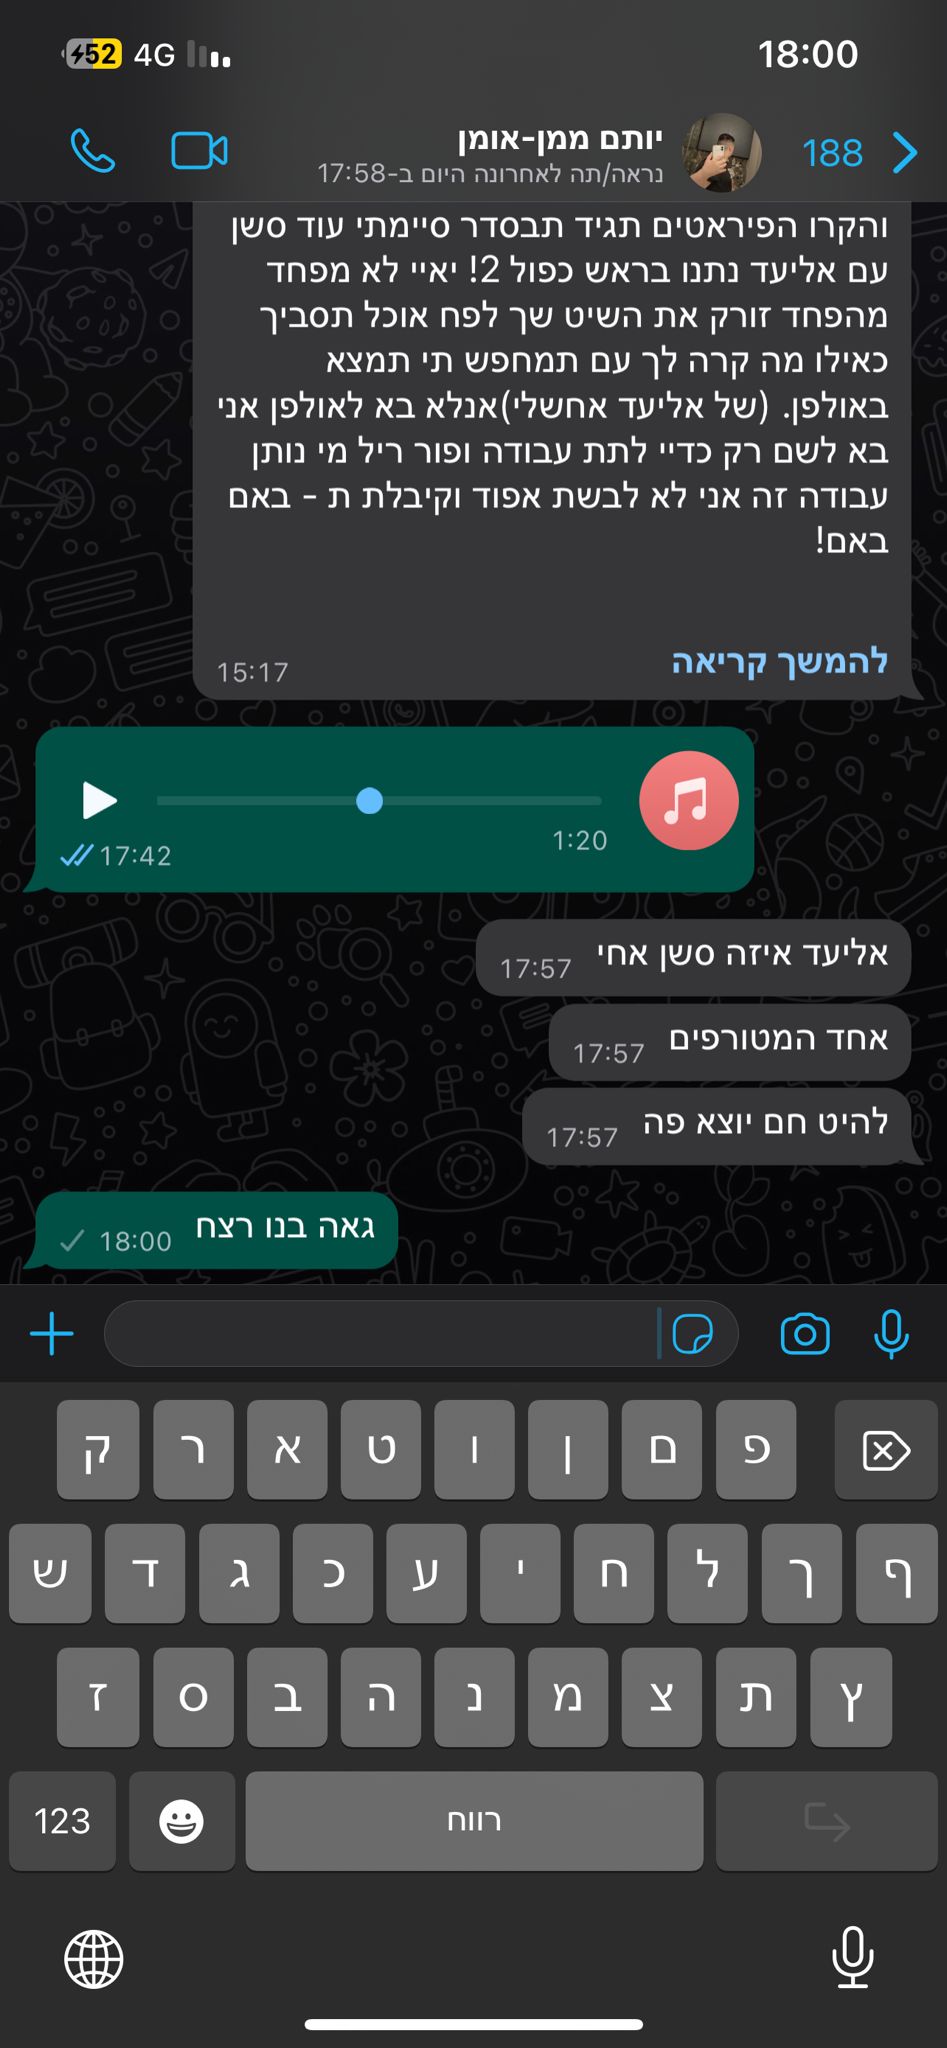 52
4G
18:00
יותם ממן-אומן
נראה/תה לאחרונה היום ב-17:58
188
והקרו הפיראטים תגיד תבסדר סיימתי עוד סשן
עם אליעד נתנו בראש כפול 2! יאיי לא מפחד
מהפחד זורק את השיט שך לפח אוכל תסביך
כאילו מה קרה לך עם תמחפש תי תמצא
באולפן. (של אליעד אחשלי)אנלא בא לאולפן אני
בא לשם רק כדיי לתת עבודה ופור ריל מי נותן
עבודה זה אני לא לבשת אפוד וקיבלת ת - באם
באם!
להמשך קריאה
15:17
1:20
17:42
אליעד איזה סשן אחי
17:57
אחד המטורפים
17:57
להיט חם יוצא פה
17:57
גאה בנו רצח
18:00
ק ר א ט ו ן ם פ
ש ד ג כ ע י ח ל ך ף
ז ס ב ה נ מ צ ת ץ
123
רווח